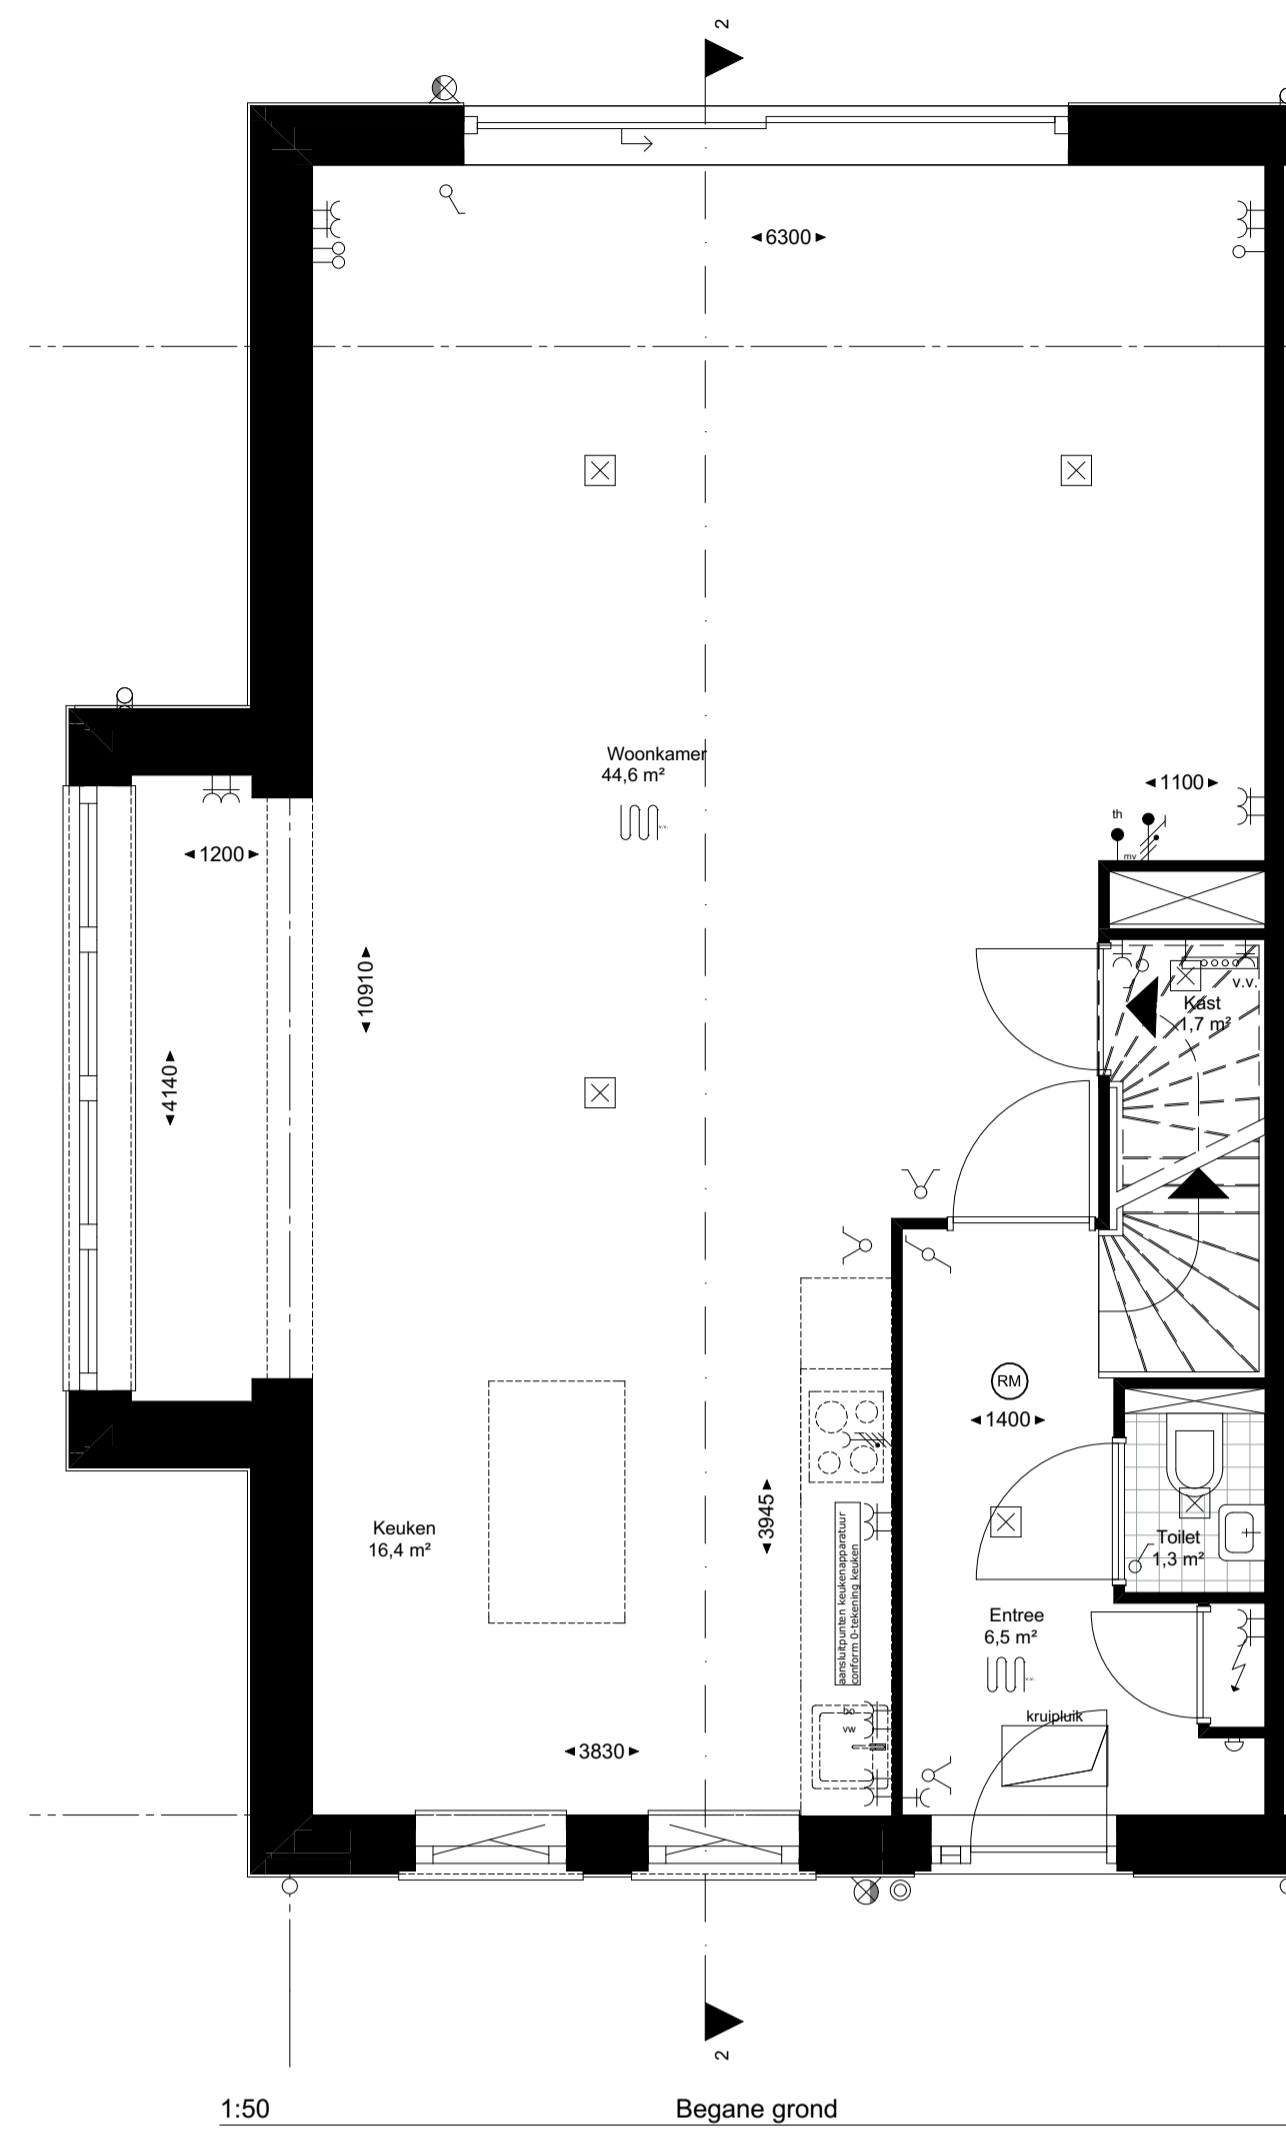 2
6300
Woonkamer
44,6 m²
v.v.
1100
th
mv
1200
10910
4140
v.v.
Kast
1,7 m²
RM
1400
Keuken
16,4 m²
3945
aansluitpunten keukenapparatuur
conform 0-tekening keuken
Toilet
1,3 m²
Entree
6,5 m²
v.v.
kruipluik
bo
vw
3830
2
1:50
Begane grond